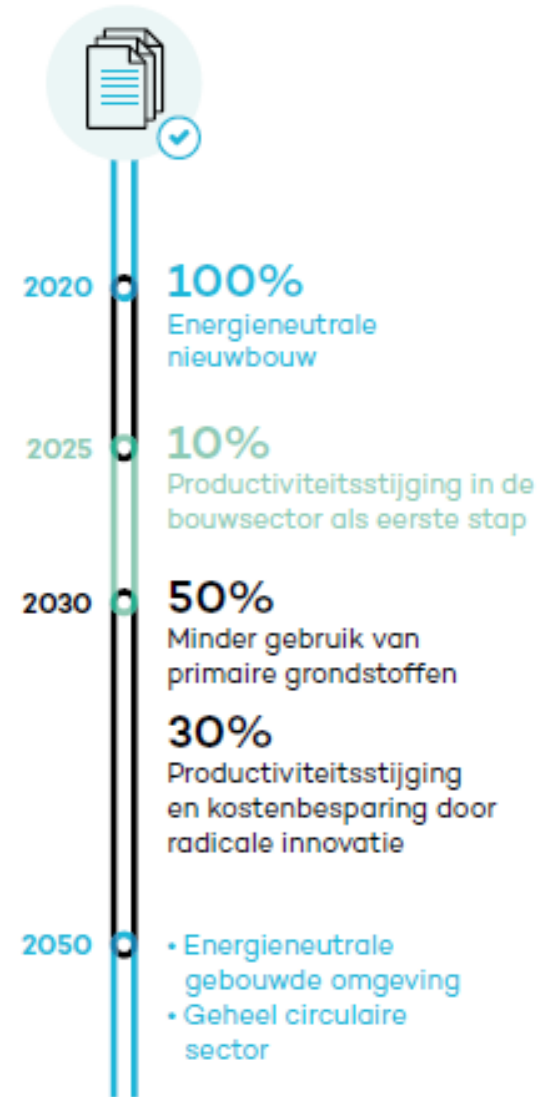 2020
100%
Energieneutrale
nieuwbouw
2025
10%
Productiviteitsstijging in de
bouwsector als eerste stap
2030
50%
Minder gebruik van
primaire grondstoffen
30%
Productiviteitsstijging
en kostenbesparing door
radicale innovatie
2050
• Energieneutrale
gebouwde omgeving
• Geheel circulaire
sector